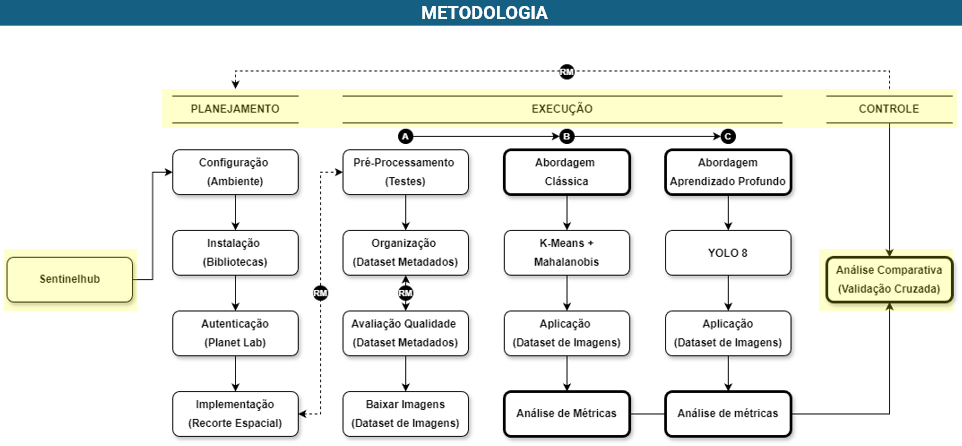 METODOLOGIA
RM
PLANEJAMENTO
EXECUÇÃO
CONTROLE
A
B
C
Configuração
(Ambiente)
Pré-Processamento
(Testes)
Abordagem
Clássica
Abordagem
Aprendizado Profundo
Instalação
(Bibliotecas)
Organização
(Dataset Metadados)
K-Means +
Mahalanobis
YOLO 8
Sentinelhub
Análise Comparativa
(Validação Cruzada)
RM
RM
Autenticação
(Planet Lab)
Avaliação Qualidade
(Dataset Metadados)
Aplicação
(Dataset de Imagens)
Aplicação
(Dataset de Imagens)
Implementação
(Recorte Espacial)
Baixar Imagens
(Dataset de Imagens)
Análise de Métricas
Análise de métricas